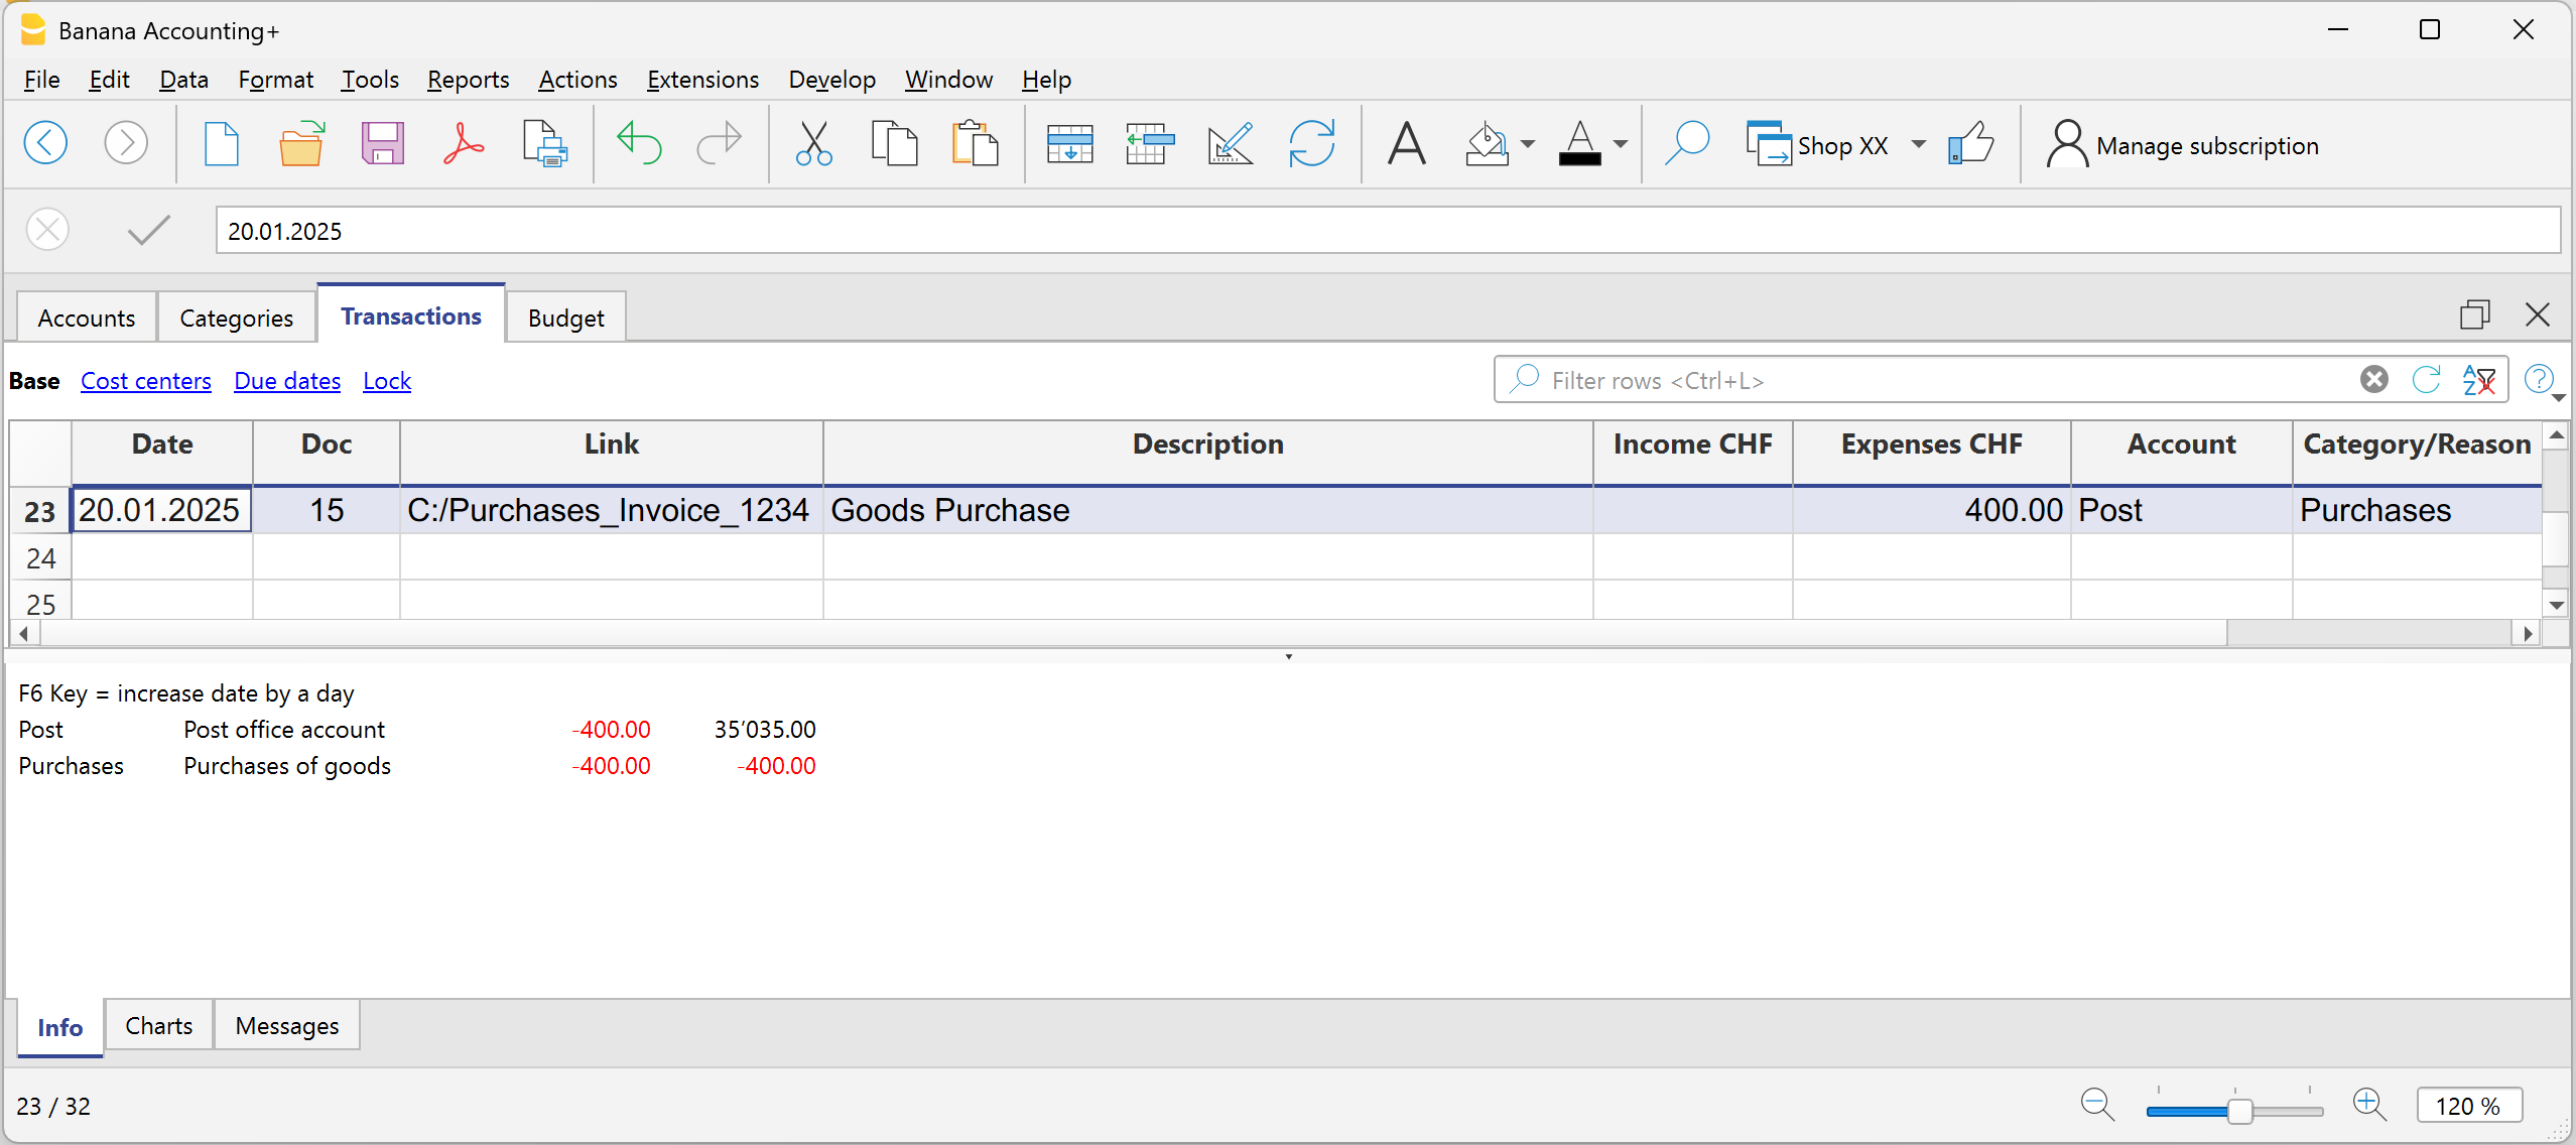 Banana Accounting+
File Edit Data Format Tools Reports Actions Extensions Develop Window Help
Shop XX Manage subscription
20.01.2025
Accounts Categories Transactions Budget
Base Cost centers Due dates Lock Filter rows <Ctrl+L>
Date Doc Link Description Income CHF Expenses CHF Account Category/Reason
23 20.01.2025 15 C:/Purchases_Invoice_1234 Goods Purchase 400.00 Post Purchases
24
25
F6 Key = increase date by a day
Post Post office account -400.00 35’035.00
Purchases Purchases of goods -400.00 -400.00
Info Charts Messages
23 / 32 120 %